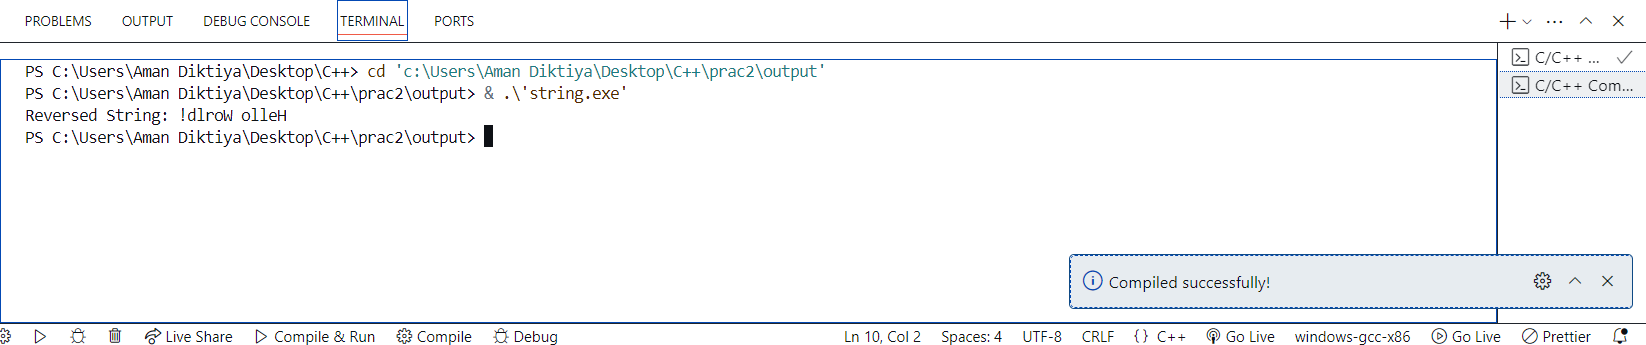 PROBLEMS OUTPUT DEBUG CONSOLE TERMINAL PORTS
PS C:\Users\Aman Diktiya\Desktop\C++> cd 'c:\Users\Aman Diktiya\Desktop\C++\prac2\output'
PS C:\Users\Aman Diktiya\Desktop\C++\prac2\output> & .\'string.exe'
Reversed String: !dlroW olleH
PS C:\Users\Aman Diktiya\Desktop\C++\prac2\output>
C/C++ ...
C/C++ Com...
Compiled successfully!
Live Share Compile & Run Compile Debug Ln 10, Col 2 Spaces: 4 UTF-8 CRLF { } C++ Go Live windows-gcc-x86 Go Live Prettier